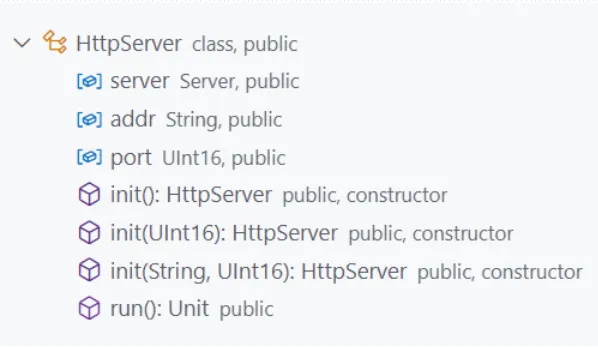 HttpServer class, public
server Server, public
addr String, public
port UInt16, public
init(): HttpServer public, constructor
init(UInt16): HttpServer public, constructor
init(String, UInt16): HttpServer public, constructor
run(): Unit public